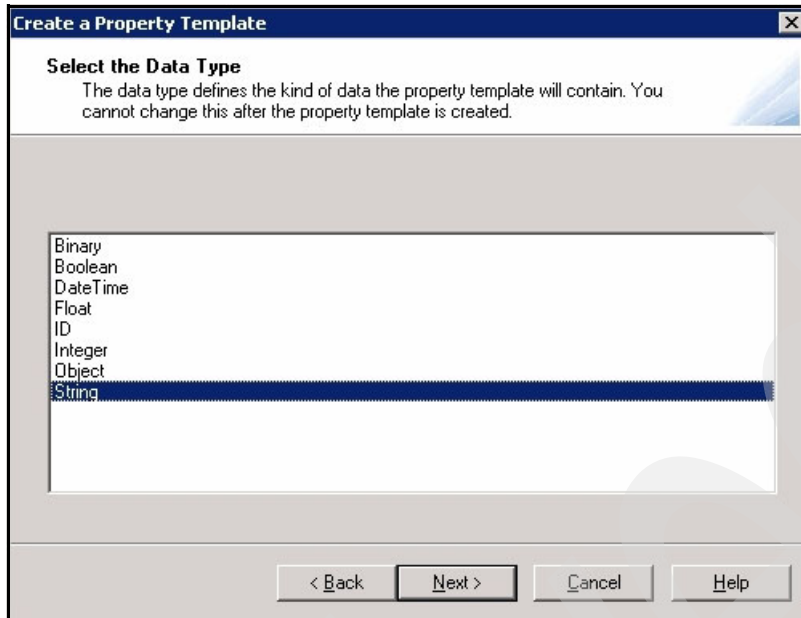 Create a Property Template
Select the Data Type
The data type defines the kind of data the property template will contain. You
cannot change this after the property template is created.
Binary
Boolean
DateTime
Float
ID
Integer
Object
String
< Back
Next >
Cancel
Help